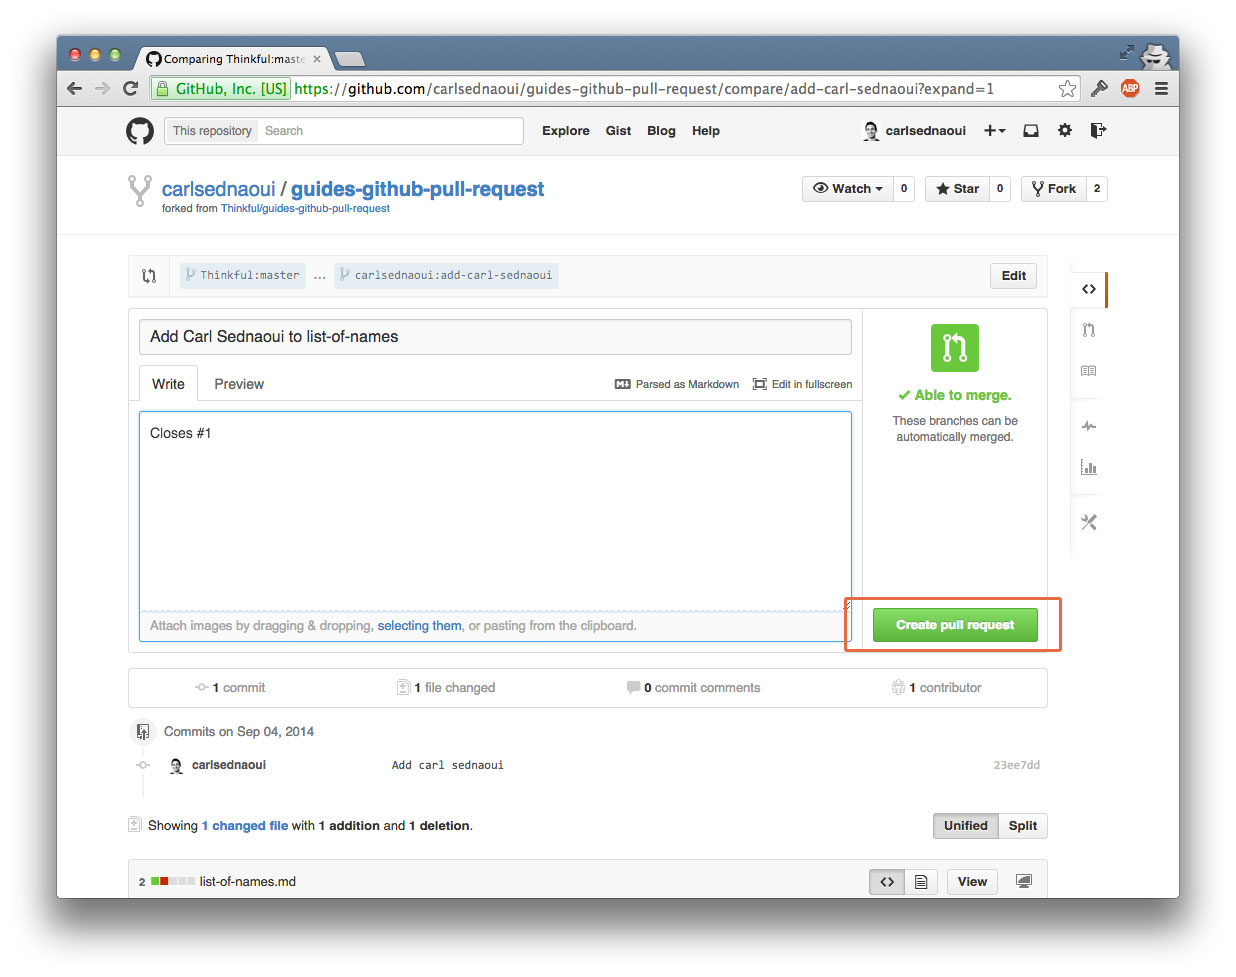 Comparing Thinkful:maste
GitHub, Inc. [US] https://github.com/carlsednaoui/guides-github-pull-request/compare/add-carl-sednaoui?expand=1
ABP
This repository Search Explore Gist Blog Help carlsednaoui
carlsednaoui / guides-github-pull-request Watch 0 Star 0 Fork 2
forked from Thinkful/guides-github-pull-request
Thinkful:master ... carlsednaoui:add-carl-sednaoui Edit
Add Carl Sednaoui to list-of-names
Write Preview Parsed as Markdown Edit in fullscreen
Able to merge.
These branches can be
automatically merged.
Closes #1
Attach images by dragging & dropping, selecting them, or pasting from the clipboard.
Create pull request
1 commit 1 file changed 0 commit comments 1 contributor
Commits on Sep 04, 2014
carlsednaoui Add carl sednaoui 23ee7dd
Showing 1 changed file with 1 addition and 1 deletion. Unified Split
2 list-of-names.md View